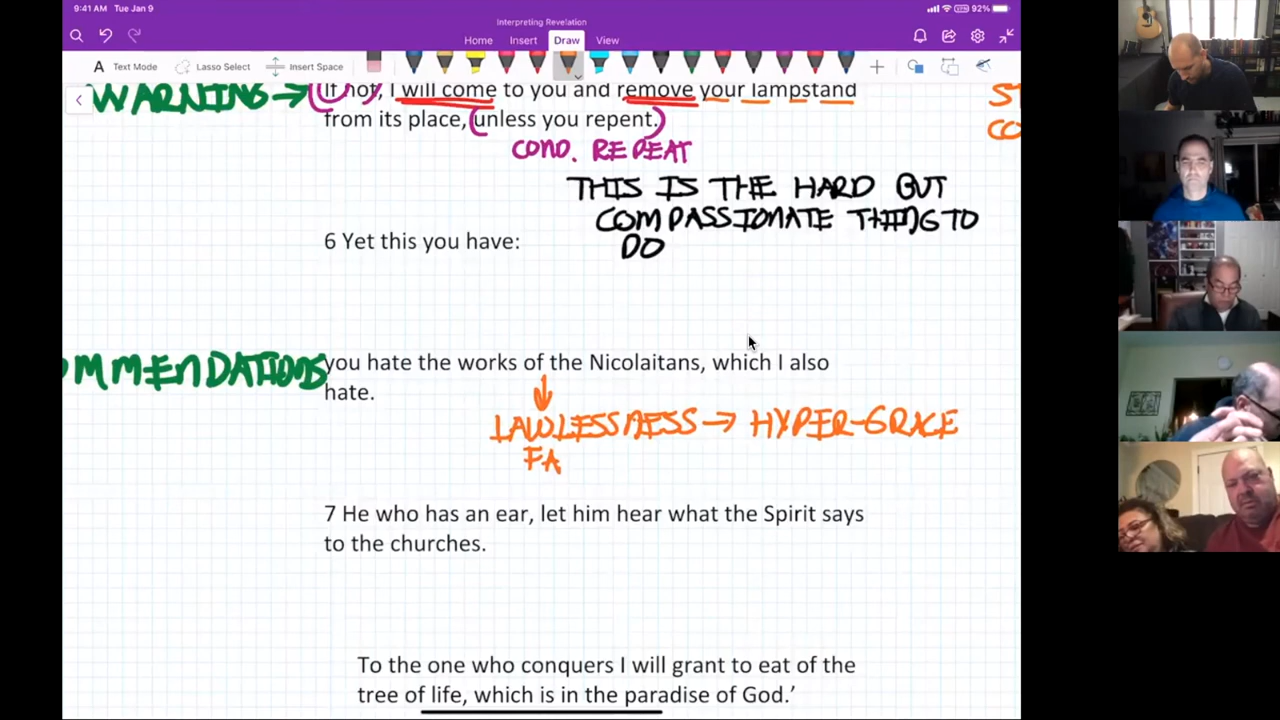 9:41 AM Tue Jan 9
92%
Interpreting Revelation
Home Insert Draw View
Text Mode Lasso Select Insert Space
WARNING → If not, I will come to you and remove your lampstand
from its place, (unless you repent.)
COND. REPEAT
THIS IS THE HARD BUT
COMPASSIONATE THING TO
DO
6 Yet this you have:
OMMENDATIONS you hate the works of the Nicolaitans, which I also
hate.
LAWLESSNESS → HYPER-GRACE
FA
7 He who has an ear, let him hear what the Spirit says
to the churches.
To the one who conquers I will grant to eat of the
tree of life, which is in the paradise of God.’